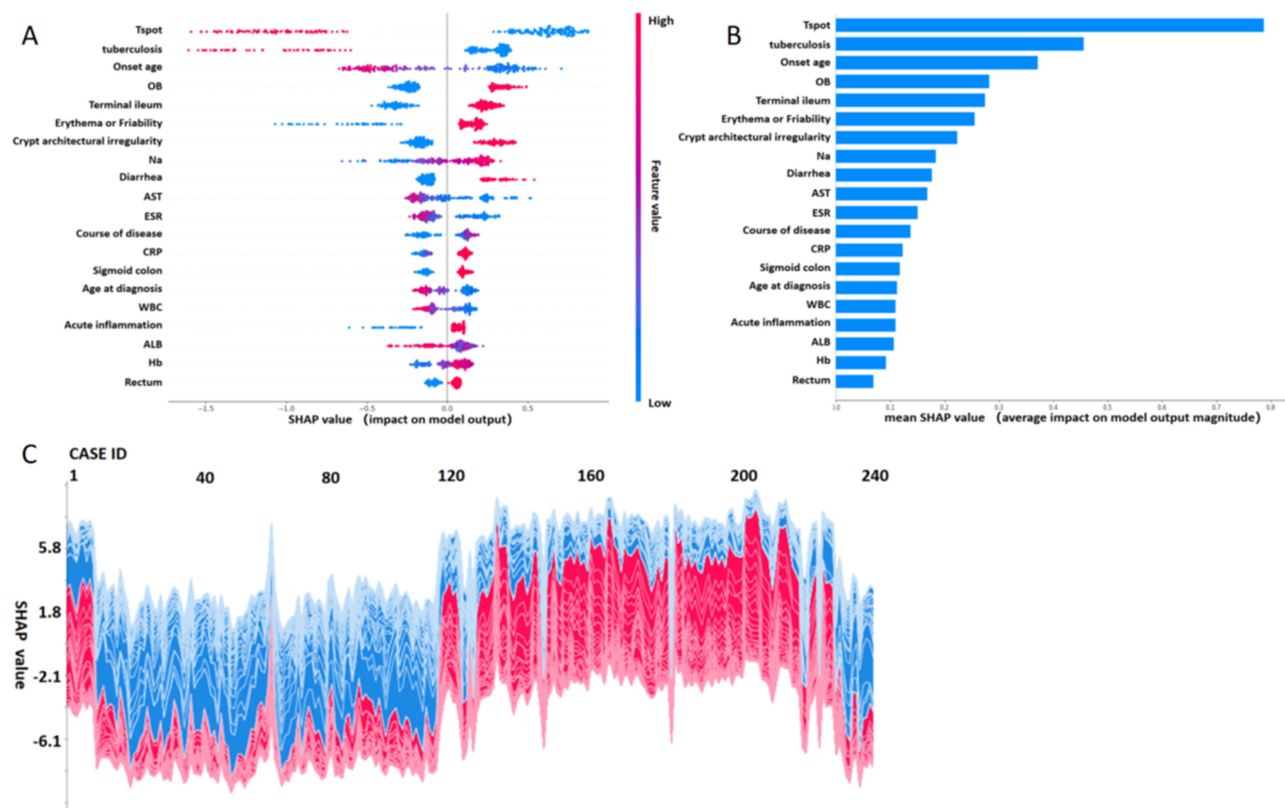 A
Tspot
tuberculosis
Onset age
OB
Terminal ileum
Erythema or Friability
Crypt architectural irregularity
Na
Diarrhea
AST
ESR
Course of disease
CRP
Sigmoid colon
Age at diagnosis
WBC
Acute inflammation
ALB
Hb
Rectum
−1.5 −1.0 −0.5 0.0 0.5
SHAP value （impact on model output）
High
Feature value
Low
B
Tspot
tuberculosis
Onset age
OB
Terminal ileum
Erythema or Friability
Crypt architectural irregularity
Na
Diarrhea
AST
ESR
Course of disease
CRP
Sigmoid colon
Age at diagnosis
WBC
Acute inflammation
ALB
Hb
Rectum
0.0 0.1 0.2 0.3 0.4 0.5 0.6 0.7 0.8
mean SHAP value （average impact on model output magnitude）
C
CASE ID
1 40 80 120 160 200 240
5.8
1.8
-2.1
-6.1
SHAP value